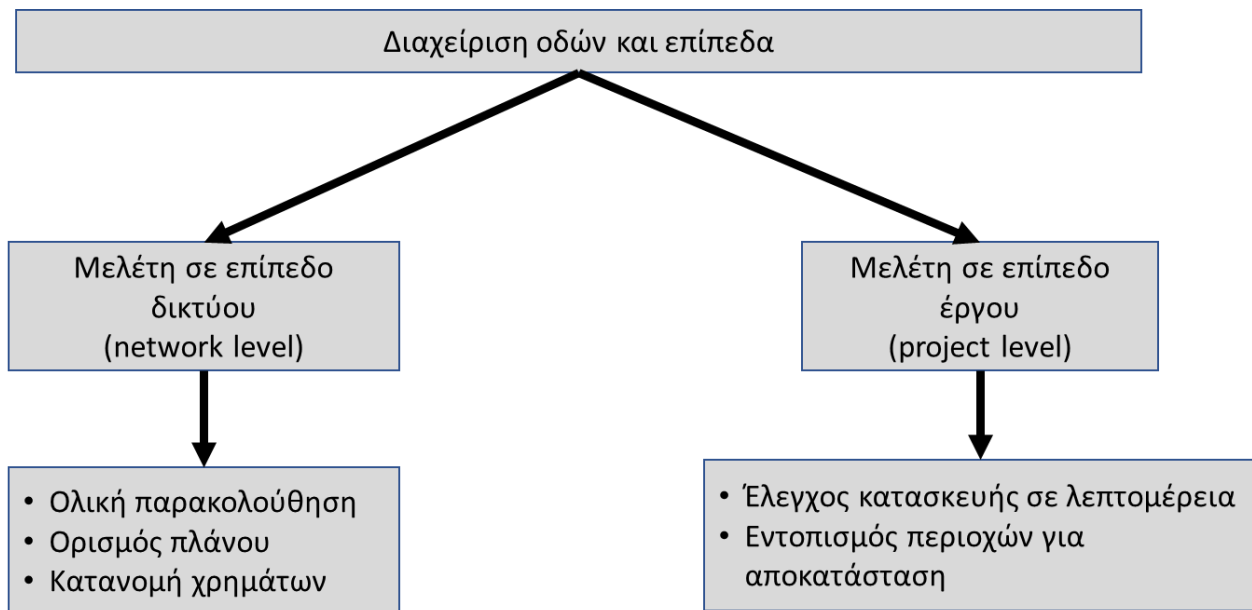 Διαχείριση οδών και επίπεδα
Μελέτη σε επίπεδο
δικτύου
(network level)
Μελέτη σε επίπεδο
έργου
(project level)
• Ολική παρακολούθηση
• Ορισμός πλάνου
• Κατανομή χρημάτων
• Έλεγχος κατασκευής σε λεπτομέρεια
• Εντοπισμός περιοχών για
αποκατάσταση